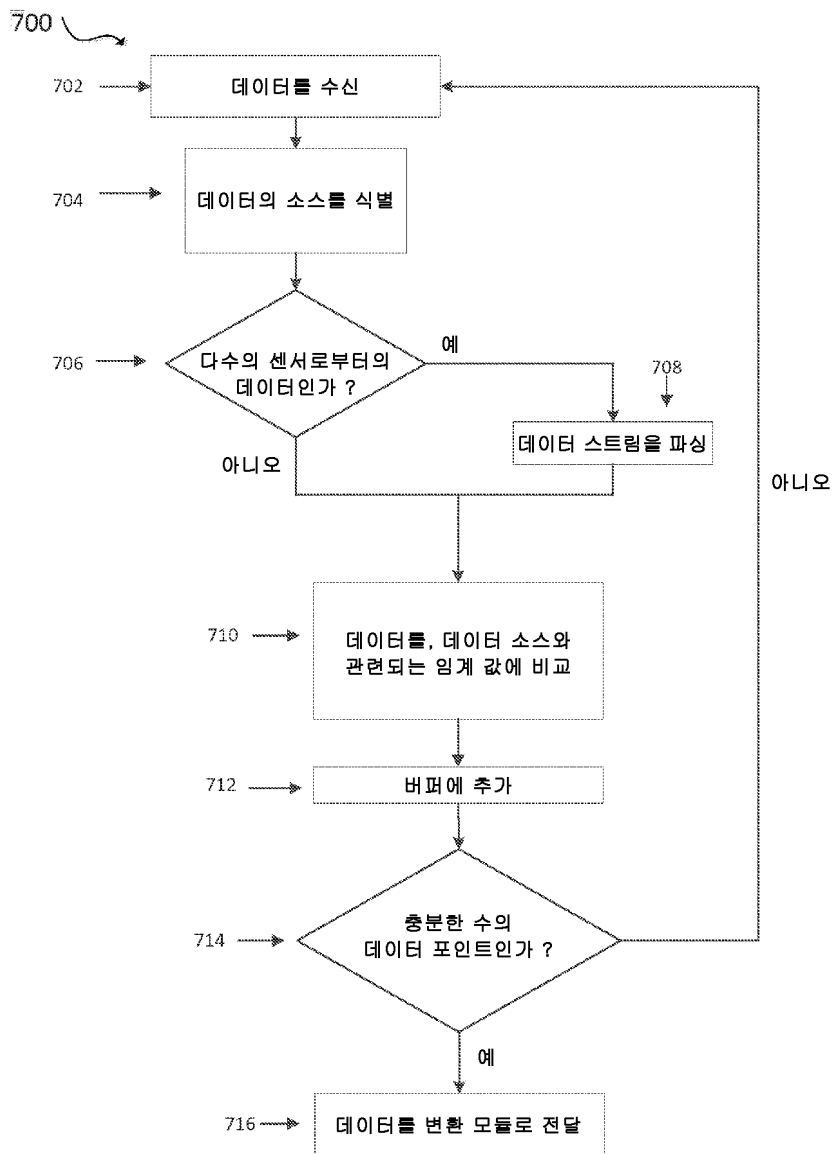 700
702
데이터를 수신
704
데이터의 소스를 식별
706
다수의 센서로부터의
데이터인가 ?
예
708
데이터 스트림을 파싱
아니오
아니오
710
데이터를, 데이터 소스와
관련되는 임계 값에 비교
712
버퍼에 추가
714
충분한 수의
데이터 포인트인가 ?
예
716
데이터를 변환 모듈로 전달